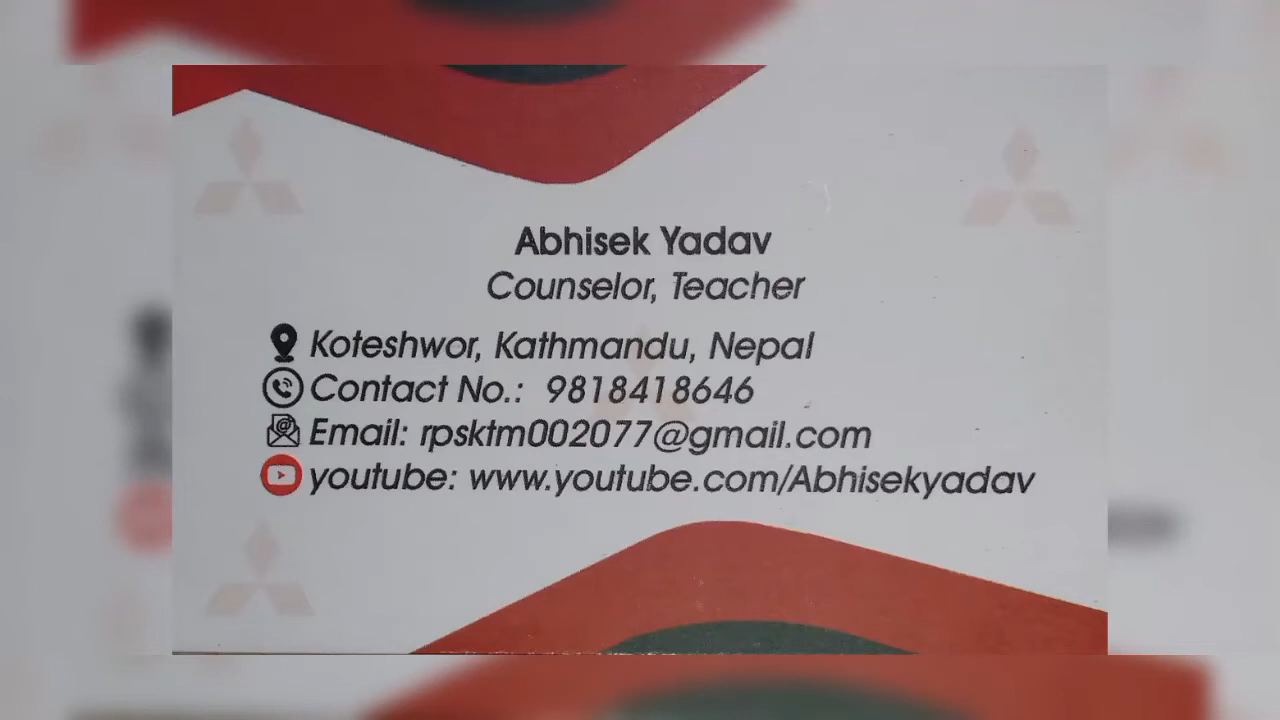 Abhisek Yadav
Counselor, Teacher
Koteshwor, Kathmandu, Nepal
Contact No.: 9818418646
Email: rpsktm002077@gmail.com
youtube: www.youtube.com/Abhisekyadav